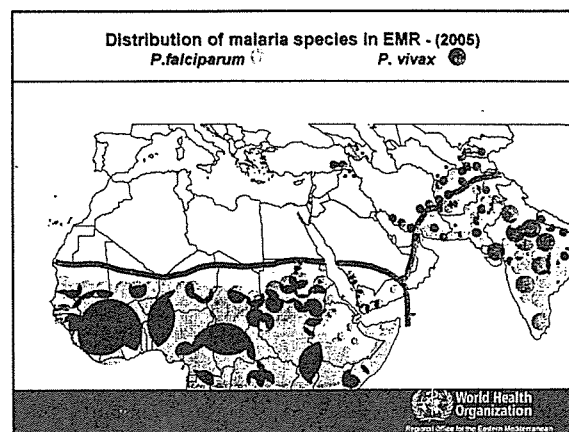 Distribution of malaria species in EMR - (2005)
P.falciparum P. vivax
World Health
Organization
Regional Office for the Eastern Mediterranean